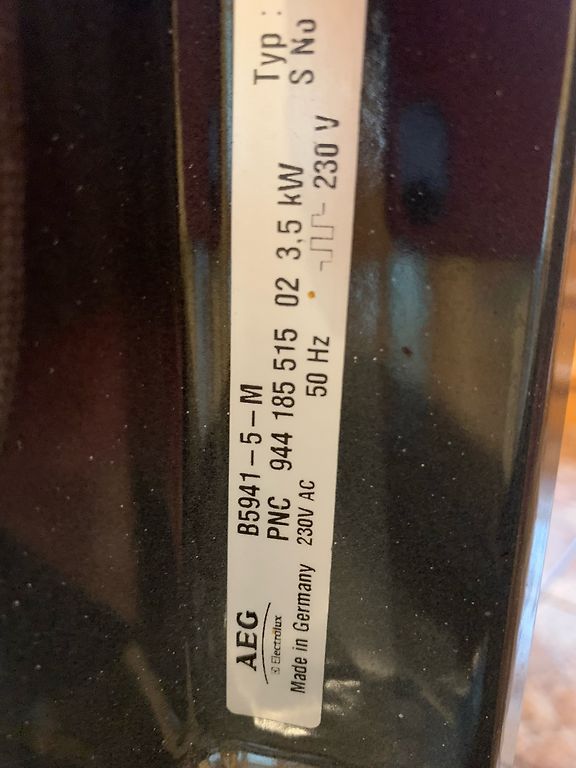 AEG
Electrolux
B5941-5-M
PNC 944 185 515 02 3,5 kW Typ :
Made in Germany 230V AC 50 Hz 230 V S No